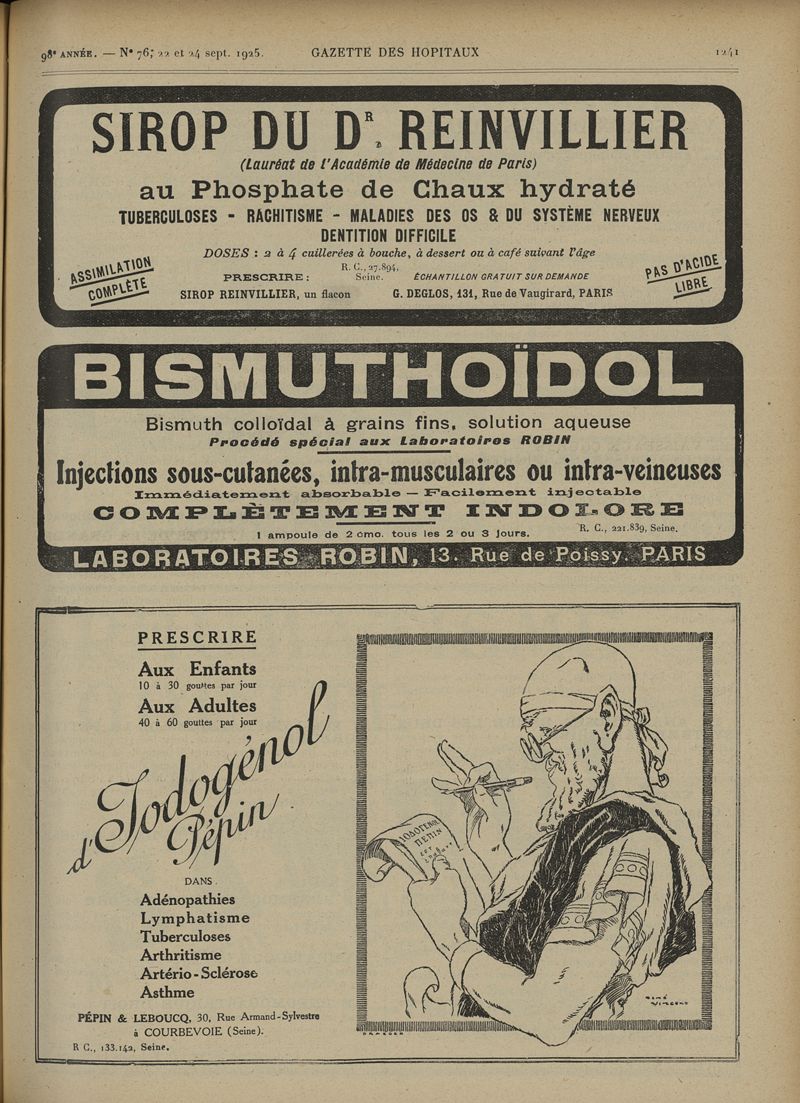 98e ANNÉE. — N° 76; 22 et 24 sept. 1925. GAZETTE DES HOPITAUX 1241
SIROP DU DR. REINVILLIER
(Lauréat de l'Académie de Médecine de Paris)
au Phosphate de Chaux hydraté
TUBERCULOSES - RACHITISME - MALADIES DES OS & DU SYSTÈME NERVEUX
DENTITION DIFFICILE
DOSES : 2 à 4 cuillerées à bouche, à dessert ou à café suivant l'âge
ASSIMILATION
COMPLÈTE
R. C., 27.894.
PRESCRIRE : Seine. ÉCHANTILLON GRATUIT SUR DEMANDE
SIROP REINVILLIER, un flacon G. DEGLOS, 131, Rue de Vaugirard, PARIS
PAS D'ACIDE
LIBRE
BISMUTHOÏDOL
Bismuth colloïdal à grains fins, solution aqueuse
Procédé spécial aux Laboratoires ROBIN
Injections sous-cutanées, intra-musculaires ou intra-veineuses
Immédiatement absorbable — Facilement injectable
COMPLÈTEMENT INDOLORE
R. C., 221.839, Seine.
1 ampoule de 2 cmc. tous les 2 ou 3 jours.
LABORATOIRES ROBIN, 13. Rue de Poissy. PARIS
PRESCRIRE
Aux Enfants
10 à 30 gouttes par jour
Aux Adultes
40 à 60 gouttes par jour
d'Iodogénol
Pépin
DANS
Adénopathies
Lymphatisme
Tuberculoses
Arthritisme
Artério-Sclérose
Asthme
PÉPIN & LEBOUCQ, 30, Rue Armand-Sylvestre
à COURBEVOIE (Seine).
R C., 133.142, Seine.
RENÉ
VINCENT
DRAEGER